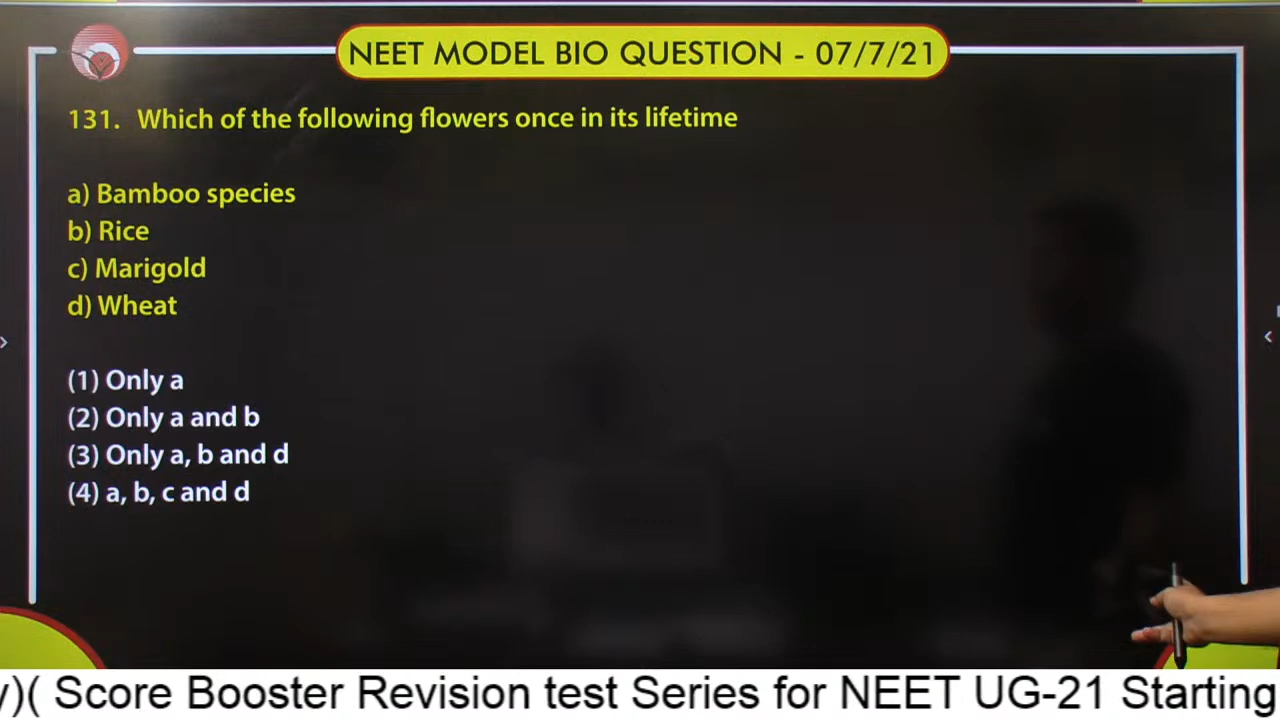 NEET MODEL BIO QUESTION - 07/7/21
131. Which of the following flowers once in its lifetime
a) Bamboo species
b) Rice
c) Marigold
d) Wheat
(1) Only a
(2) Only a and b
(3) Only a, b and d
(4) a, b, c and d
y)( Score Booster Revision test Series for NEET UG-21 Starting